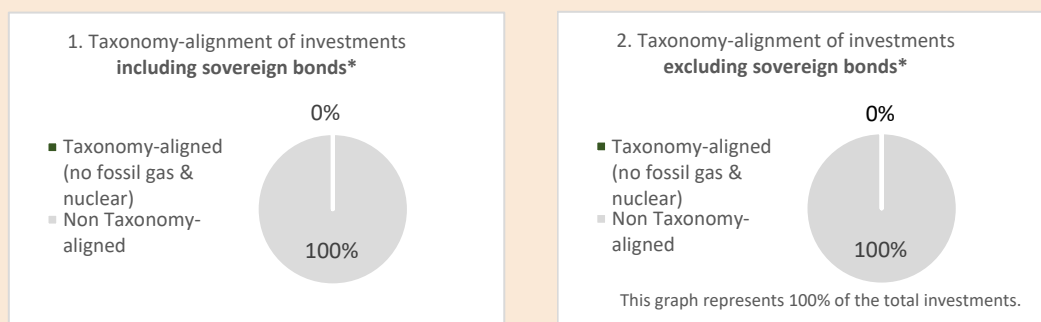 1. Taxonomy-alignment of investments
including sovereign bonds*
0%
Taxonomy-aligned
(no fossil gas &
nuclear)
Non Taxonomy-
aligned
100%
2. Taxonomy-alignment of investments
excluding sovereign bonds*
0%
Taxonomy-aligned
(no fossil gas &
nuclear)
Non Taxonomy-
aligned
100%
This graph represents 100% of the total investments.